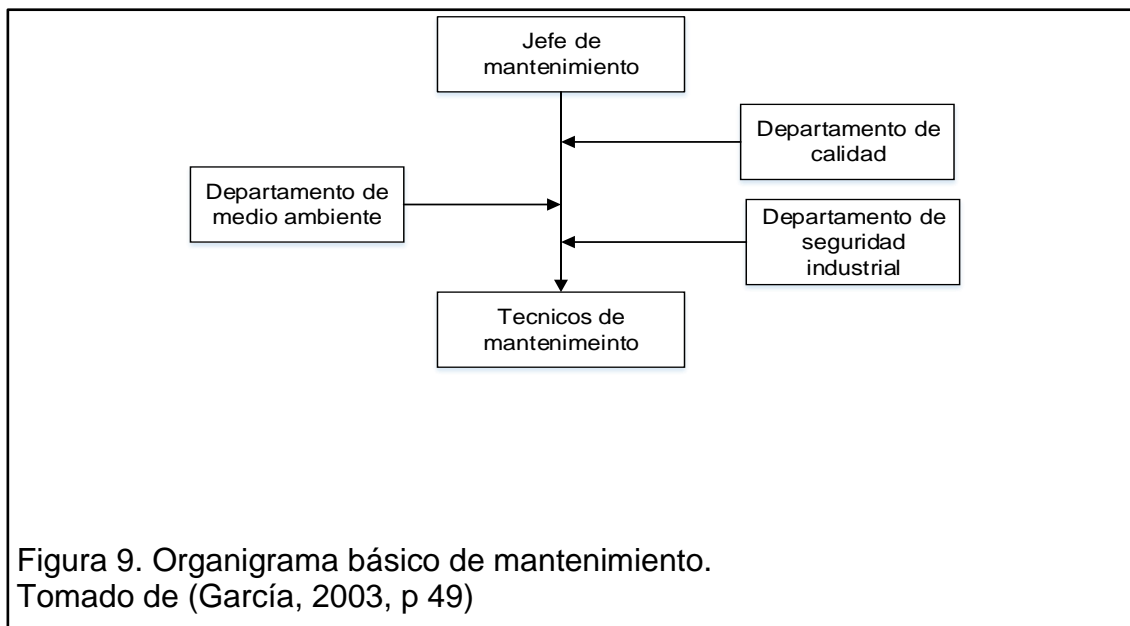 Jefe de
mantenimiento
Departamento de
calidad
Departamento de
medio ambiente
Departamento de
seguridad
industrial
Tecnicos de
mantenimeinto
Figura 9. Organigrama básico de mantenimiento.
Tomado de (García, 2003, p 49)